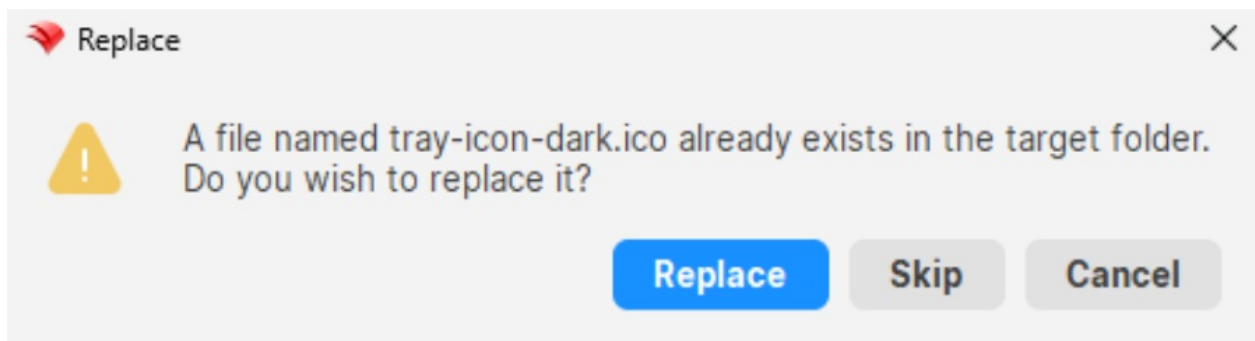 Replace
A file named tray-icon-dark.ico already exists in the target folder.
Do you wish to replace it?
Replace Skip Cancel